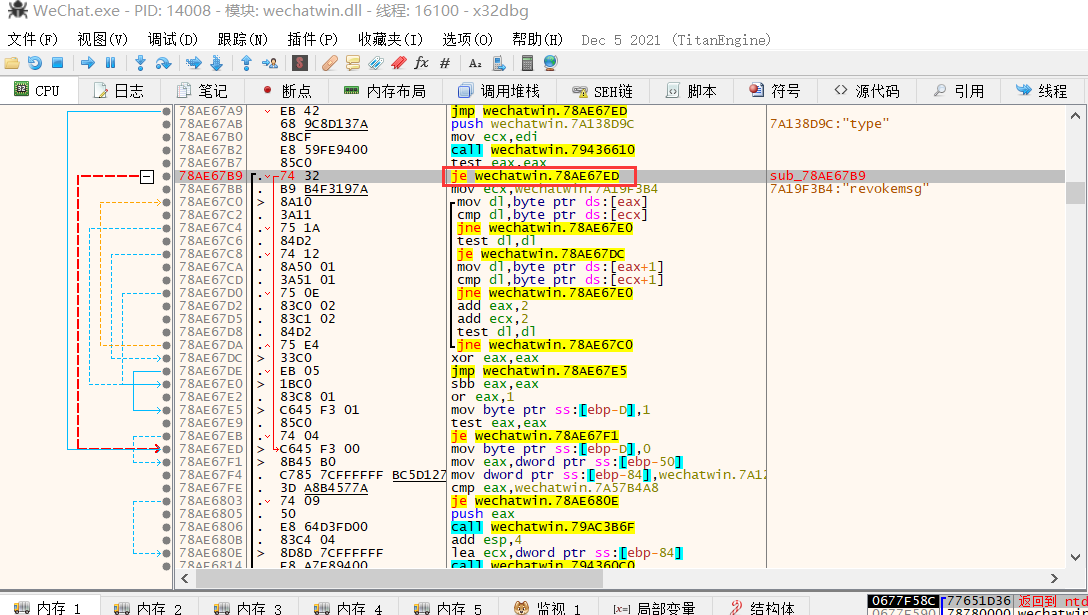 WeChat.exe - PID: 14008 - 模块: wechatwin.dll - 线程: 16100 - x32dbg
文件(F) 视图(V) 调试(D) 跟踪(N) 插件(P) 收藏夹(I) 选项(O) 帮助(H) Dec 5 2021 (TitanEngine)
CPU 日志 笔记 断点 内存布局 调用堆栈 SEH链 脚本 符号 源代码 引用 线程
78AE67A9 EB 42 jmp wechatwin.78AE67ED
78AE67AB 68 9C8D137A push wechatwin.7A138D9C 7A138D9C:"type"
78AE67B0 8BCF mov ecx,edi
78AE67B2 E8 59FE9400 call wechatwin.79436610
78AE67B7 85C0 test eax,eax
78AE67B9 74 32 je wechatwin.78AE67ED sub_78AE67B9
78AE67BB B9 B4F3197A mov ecx,wechatwin.7A19F3B4 7A19F3B4:"revokemsg"
78AE67C0 8A10 mov dl,byte ptr ds:[eax]
78AE67C2 3A11 cmp dl,byte ptr ds:[ecx]
78AE67C4 75 1A jne wechatwin.78AE67E0
78AE67C6 84D2 test dl,dl
78AE67C8 74 12 je wechatwin.78AE67DC
78AE67CA 8A50 01 mov dl,byte ptr ds:[eax+1]
78AE67CD 3A51 01 cmp dl,byte ptr ds:[ecx+1]
78AE67D0 75 0E jne wechatwin.78AE67E0
78AE67D2 83C0 02 add eax,2
78AE67D5 83C1 02 add ecx,2
78AE67D8 84D2 test dl,dl
78AE67DA 75 E4 jne wechatwin.78AE67C0
78AE67DC 33C0 xor eax,eax
78AE67DE EB 05 jmp wechatwin.78AE67E5
78AE67E0 1BC0 sbb eax,eax
78AE67E2 83C8 01 or eax,1
78AE67E5 C645 F3 01 mov byte ptr ss:[ebp-D],1
78AE67E9 85C0 test eax,eax
78AE67EB 74 04 je wechatwin.78AE67F1
78AE67ED C645 F3 00 mov byte ptr ss:[ebp-D],0
78AE67F1 8B45 B0 mov eax,dword ptr ss:[ebp-50]
78AE67F4 C785 7CFFFFFF BC5D127 mov dword ptr ss:[ebp-84],wechatwin.7A12
78AE67FE 3D A8B4577A cmp eax,wechatwin.7A57B4A8
78AE6803 74 09 je wechatwin.78AE680E
78AE6805 50 push eax
78AE6806 E8 64D3FD00 call wechatwin.79AC3B6F
78AE680B 83C4 04 add esp,4
78AE680E 8D8D 7CFFFFFF lea ecx,dword ptr ss:[ebp-84]
78AE6814 E8 A7F89400 call wechatwin.794360C0
内存 1 内存 2 内存 3 内存 4 内存 5 监视 1 局部变量 结构体
0677F58C 77651D36 返回到 nt
0677F590 78780000 wechatwin